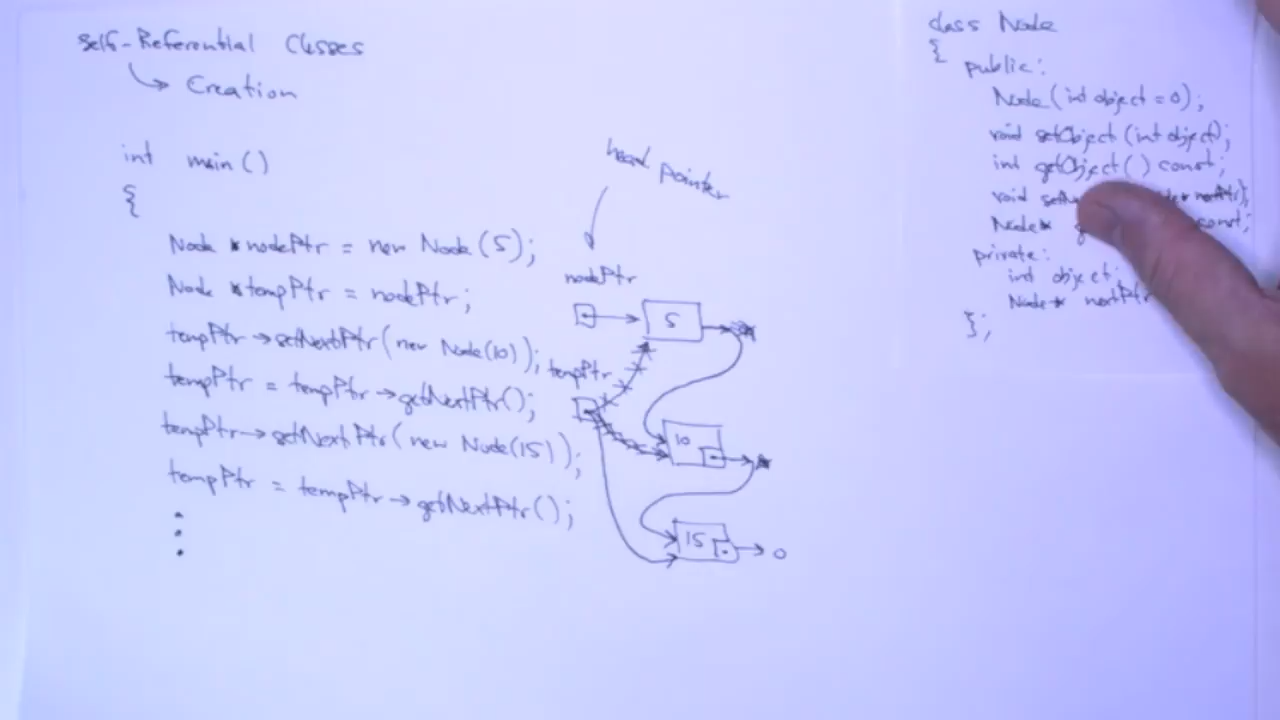 Self-Referential Classes
Creation
int main()
{
Node *nodePtr = new Node(5);
Node *tempPtr = nodePtr;
tempPtr->setNextPtr(new Node(10));
tempPtr = tempPtr->getNextPtr();
tempPtr->setNextPtr(new Node(15));
tempPtr = tempPtr->getNextPtr();
head pointer
nodePtr
5
tempPtr
10
15
0
class Node
{
public:
Node(int object = 0);
void setObject(int object);
int getObject() const;
void nextPtr);
Node* const;
private:
int object;
Node* nextPtr
};